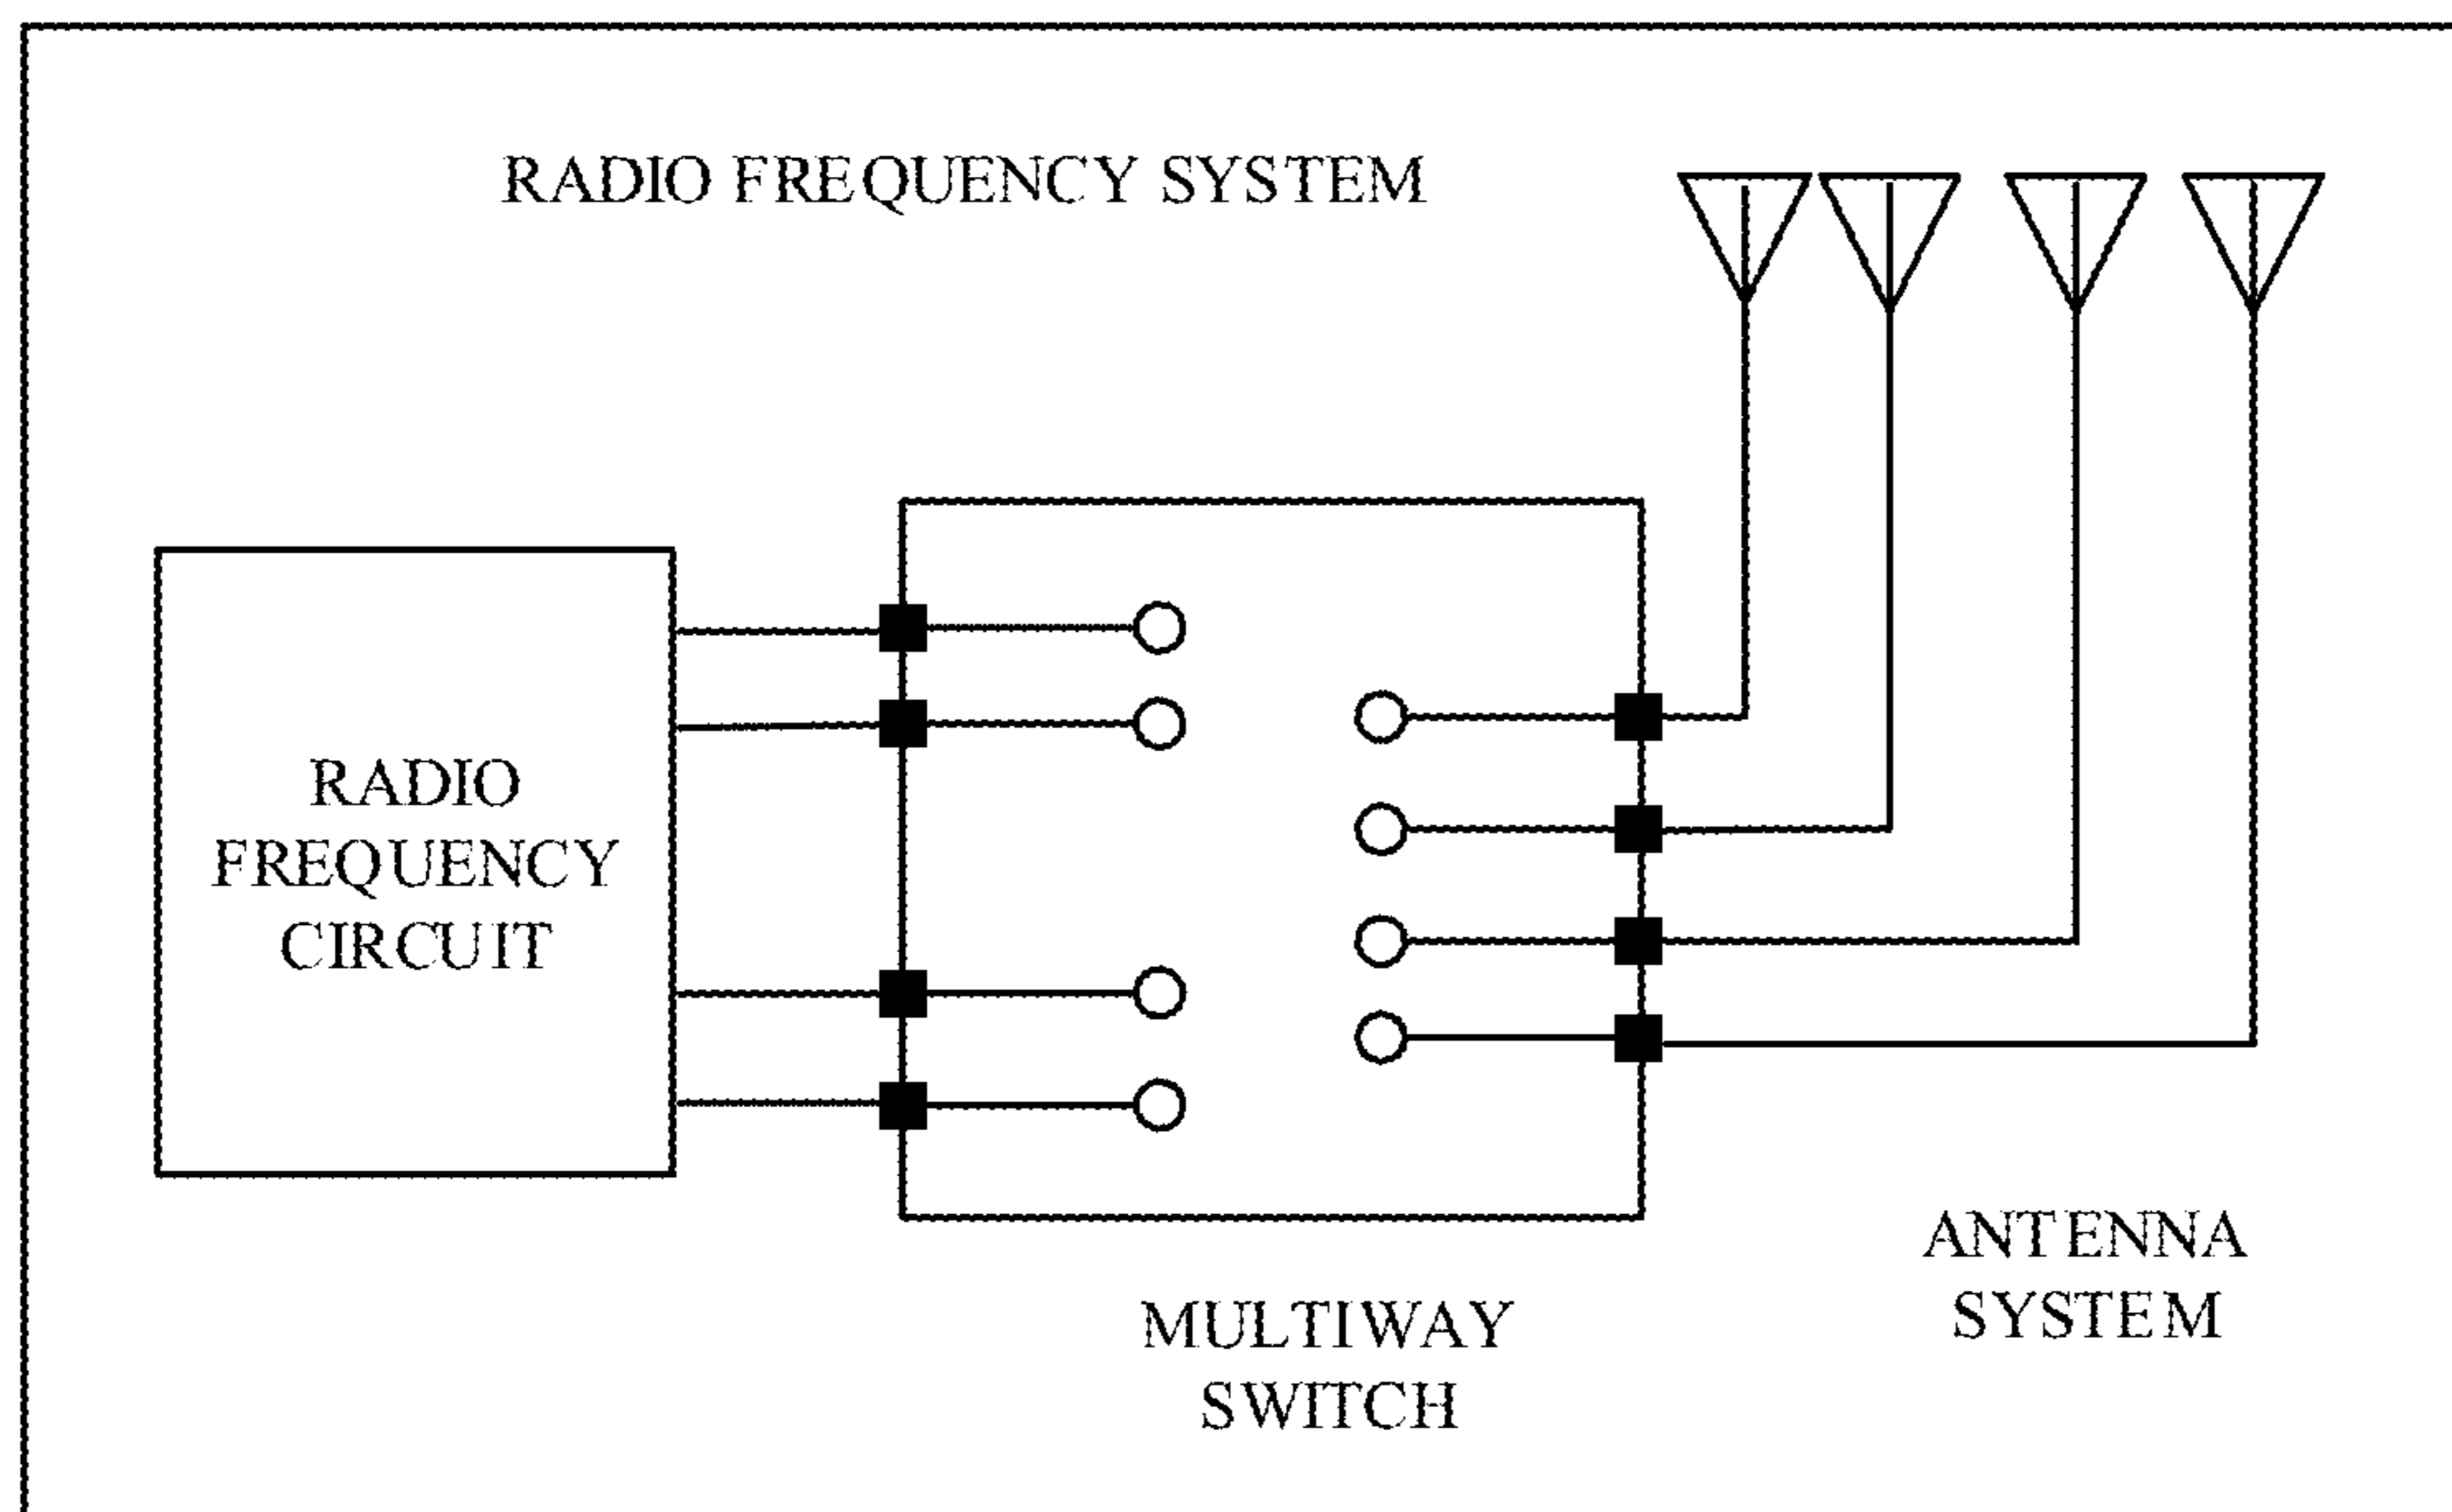 RADIO FREQUENCY SYSTEM
RADIO
FREQUENCY
CIRCUIT
MULTIWAY
SWITCH
ANTENNA
SYSTEM